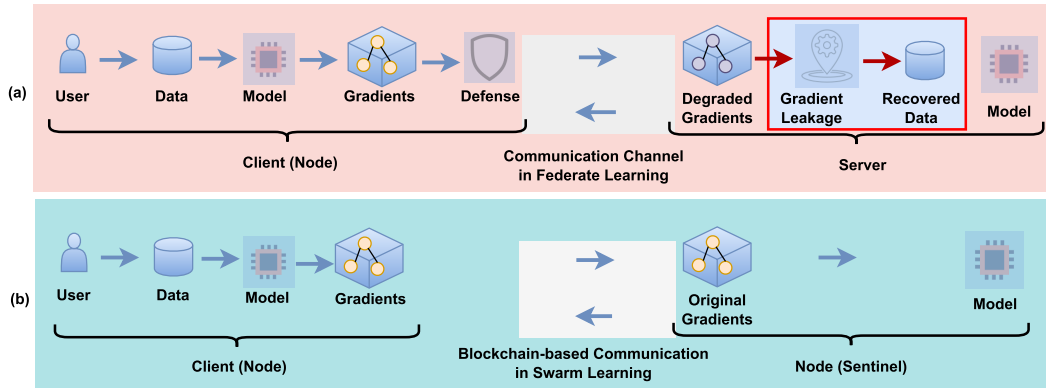 (a)
User
Data
Model
Gradients
Defense
Degraded
Gradients
Gradient
Leakage
Recovered
Data
Model
Client (Node)
Communication Channel
in Federate Learning
Server
(b)
User
Data
Model
Gradients
Original
Gradients
Model
Client (Node)
Blockchain-based Communication
in Swarm Learning
Node (Sentinel)